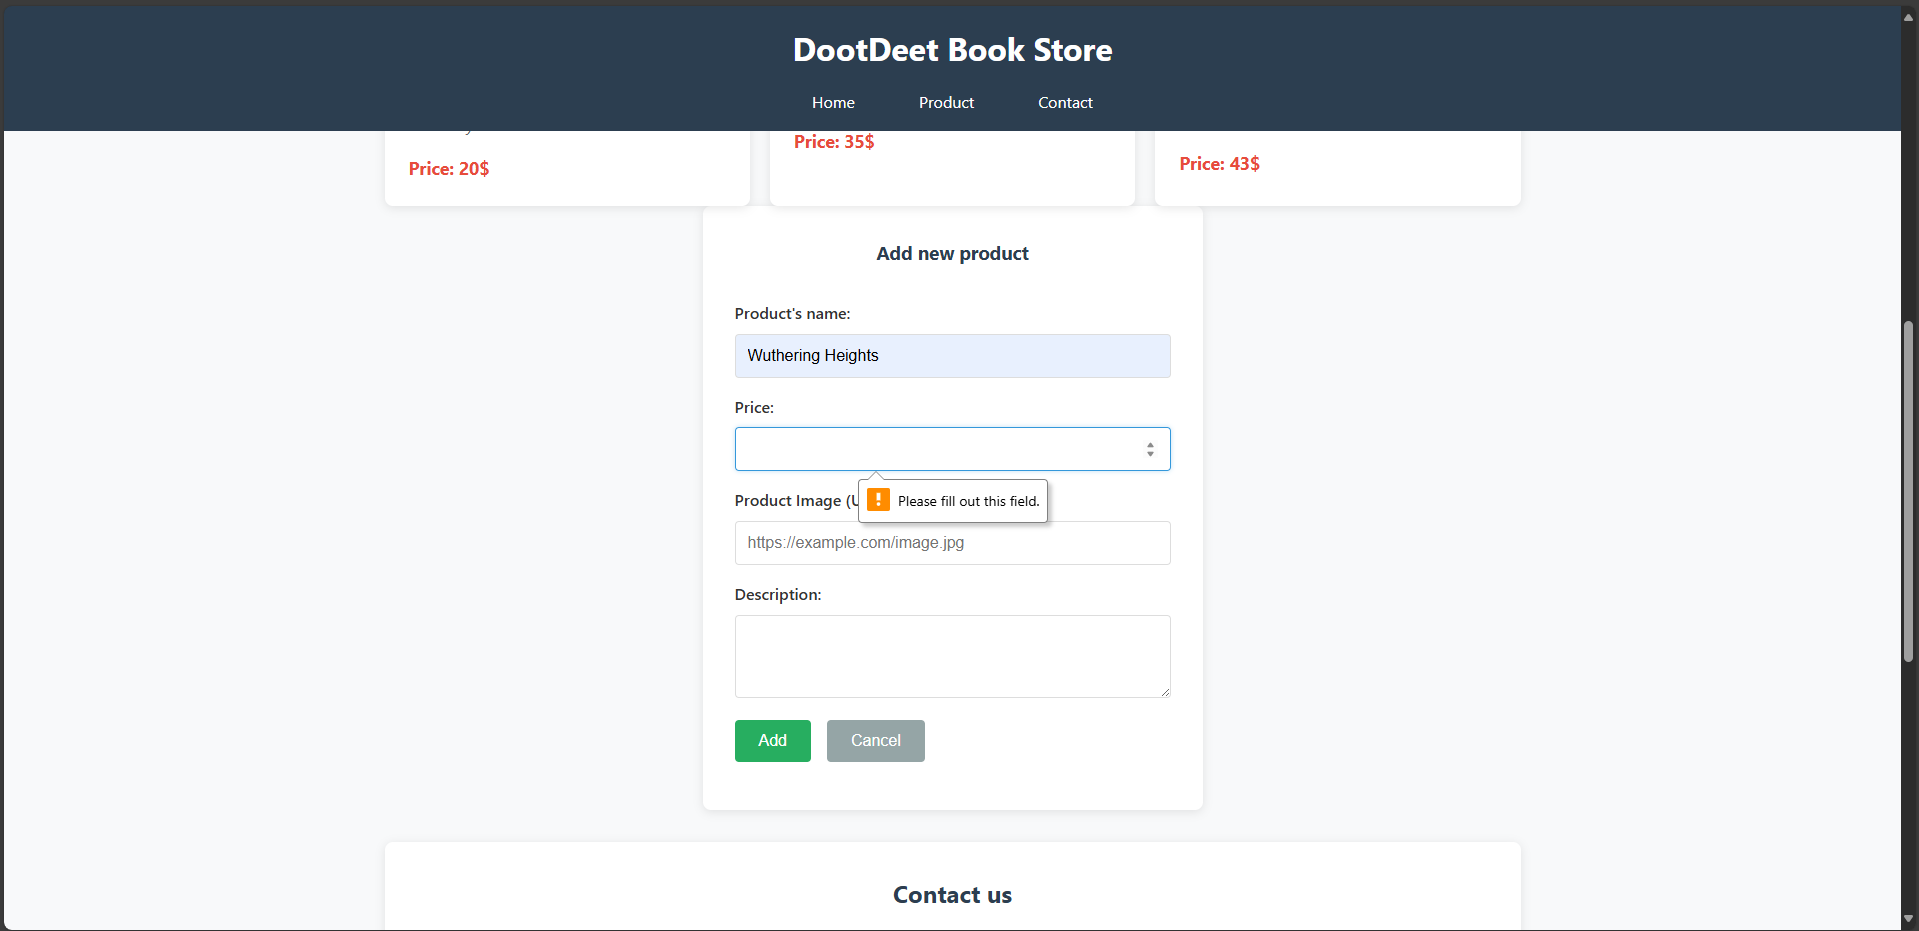 DootDeet Book Store
Home Product Contact
Price: 20$
Price: 35$
Price: 43$
Add new product
Product's name:
Wuthering Heights
Price:
Please fill out this field.
Product Image (
https://example.com/image.jpg
Description:
Add Cancel
Contact us